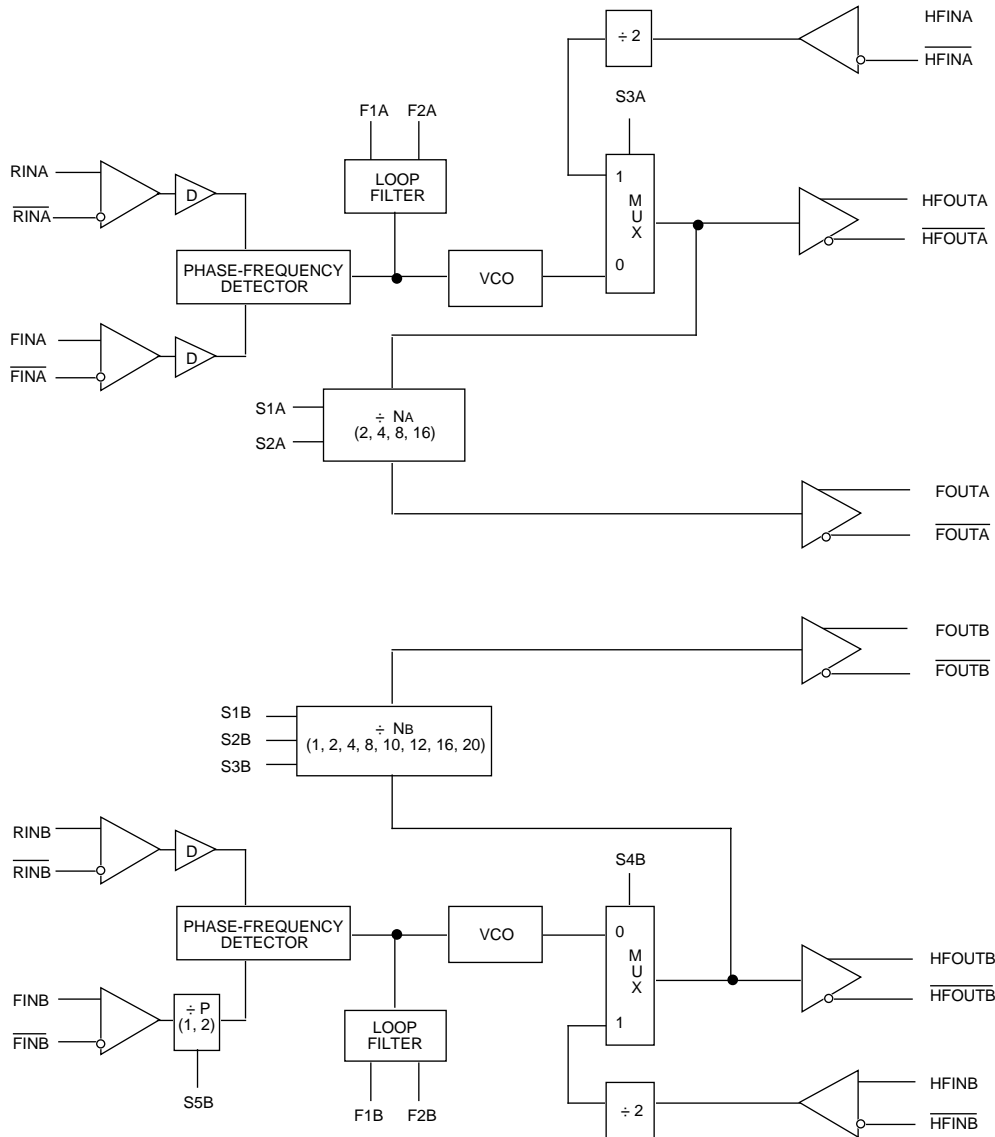 HFINA
÷ 2
HFINA
S3A
F1A F2A
RINA
LOOP
FILTER
1
D
MUX
HFOUTA
RINA
HFOUTA
PHASE-FREQUENCY
DETECTOR
VCO
0
FINA
D
FINA
S1A
÷ NA
(2, 4, 8, 16)
S2A
FOUTA
FOUTA
FOUTB
FOUTB
S1B
÷ NB
S2B
(1, 2, 4, 8, 10, 12, 16, 20)
S3B
RINB
D
S4B
RINB
PHASE-FREQUENCY
DETECTOR
VCO
0
MUX
HFOUTB
FINB
÷ P
(1, 2)
HFOUTB
LOOP
FILTER
1
FINB
S5B
F1B F2B
÷ 2
HFINB
HFINB